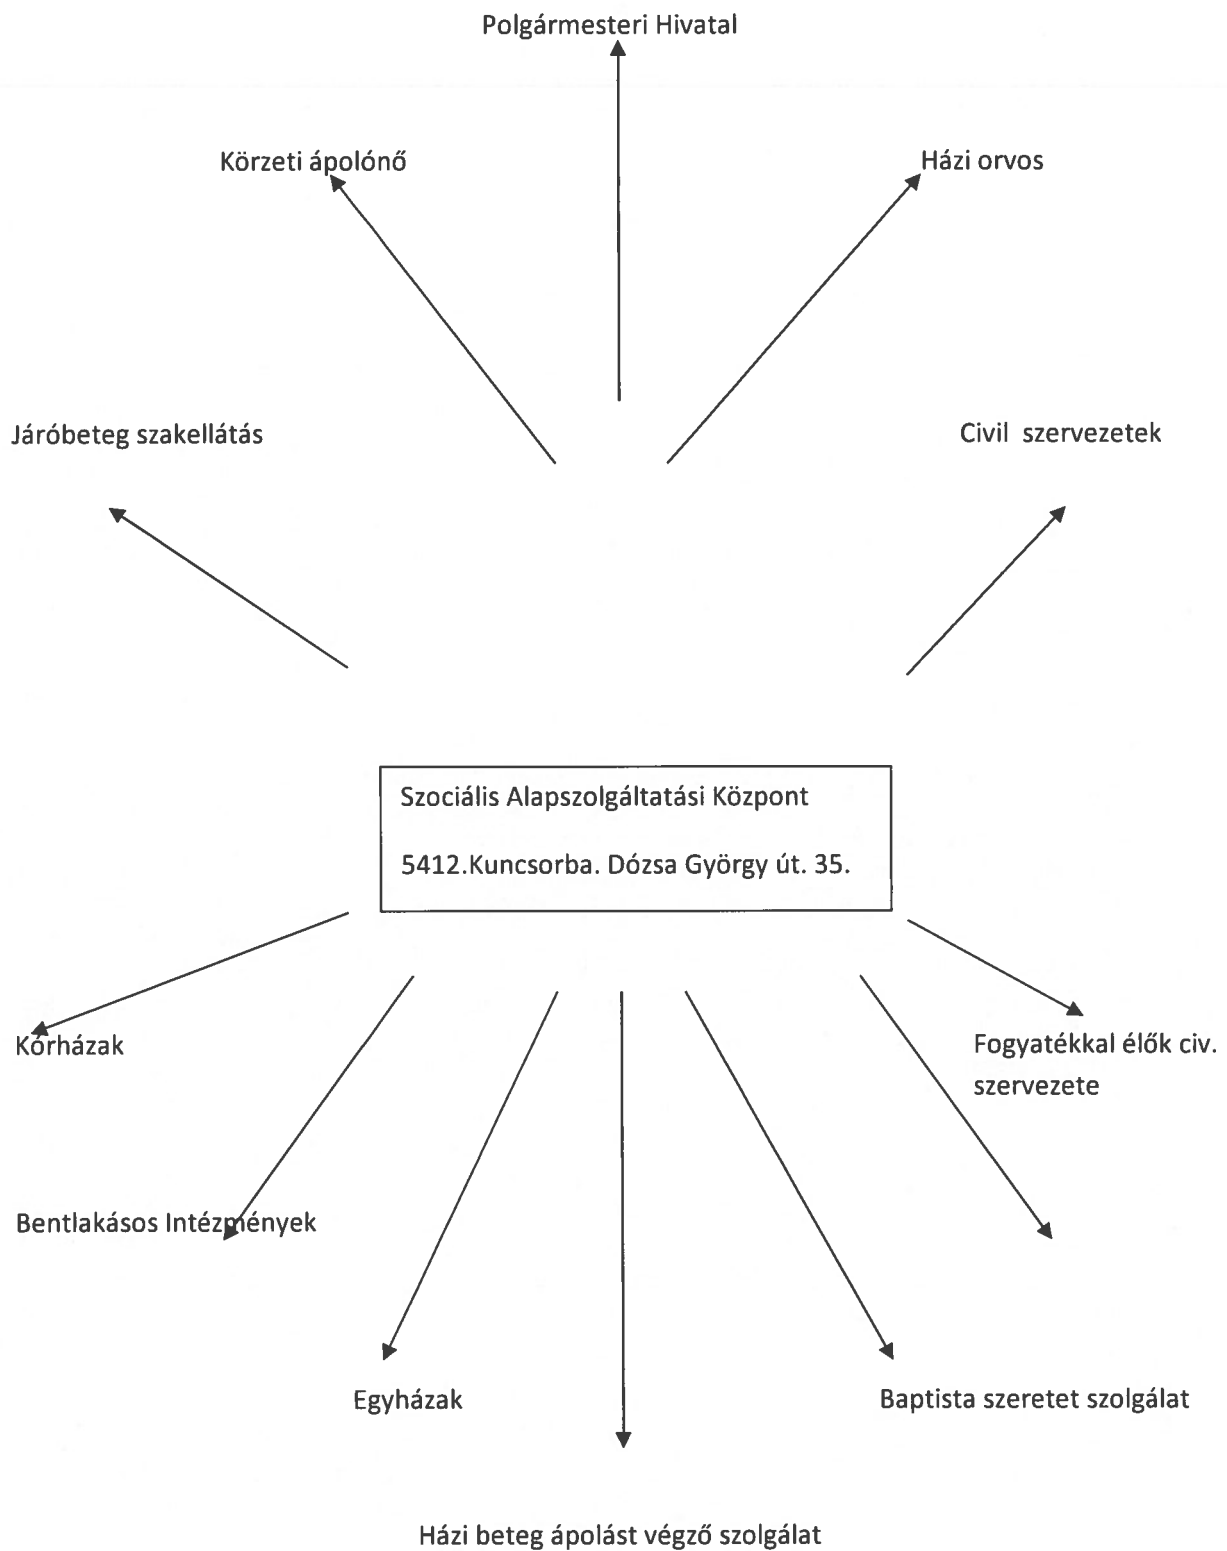 Polgármesteri Hivatal
Körzeti ápolónő
Házi orvos
Járóbeteg szakellátás
Civil szervezetek
Szociális Alapszolgáltatási Központ
5412.Kuncsorba. Dózsa György út. 35.
Kórházak
Fogyatékkal élők civ.
szervezete
Bentlakásos Intézmények
Egyházak
Baptista szeretet szolgálat
Házi beteg ápolást végző szolgálat